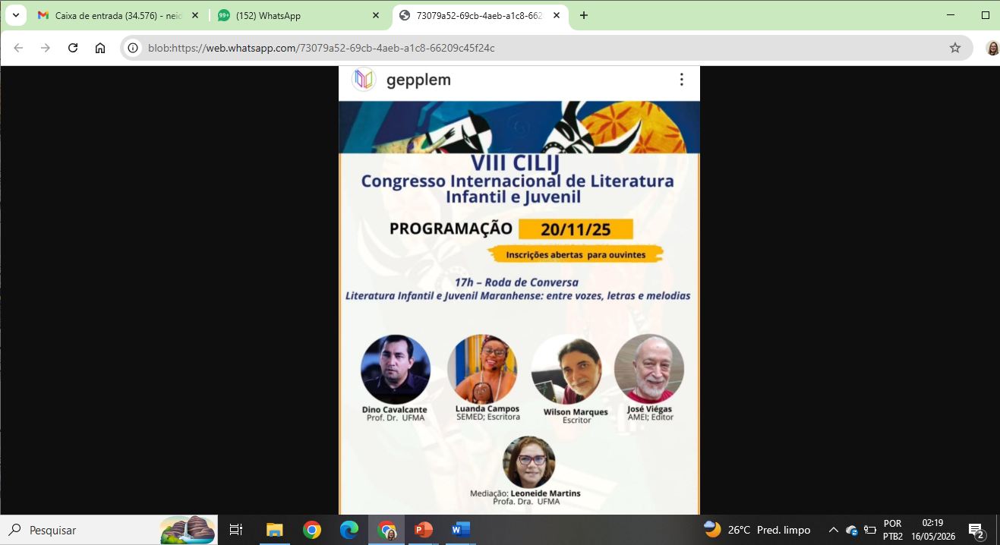 Caixa de entrada (34.576) - neid
99+
(152) WhatsApp
73079a52-69cb-4aeb-a1c8-662
blob:https://web.whatsapp.com/73079a52-69cb-4aeb-a1c8-66209c45f24c
gepplem
VIII CILIJ
Congresso Internacional de Literatura
Infantil e Juvenil
PROGRAMAÇÃO 20/11/25
Inscrições abertas para ouvintes
17h – Roda de Conversa
Literatura Infantil e Juvenil Maranhense: entre vozes, letras e melodias
Dino Cavalcante
Prof. Dr. UFMA
Luanda Campos
SEMED; Escritora
Wilson Marques
Escritor
José Viégas
AMEI; Editor
Mediação: Leoneide Martins
Profa. Dra. UFMA
Pesquisar
26°C Pred. limpo
POR
PTB2
02:19
16/05/2026
2